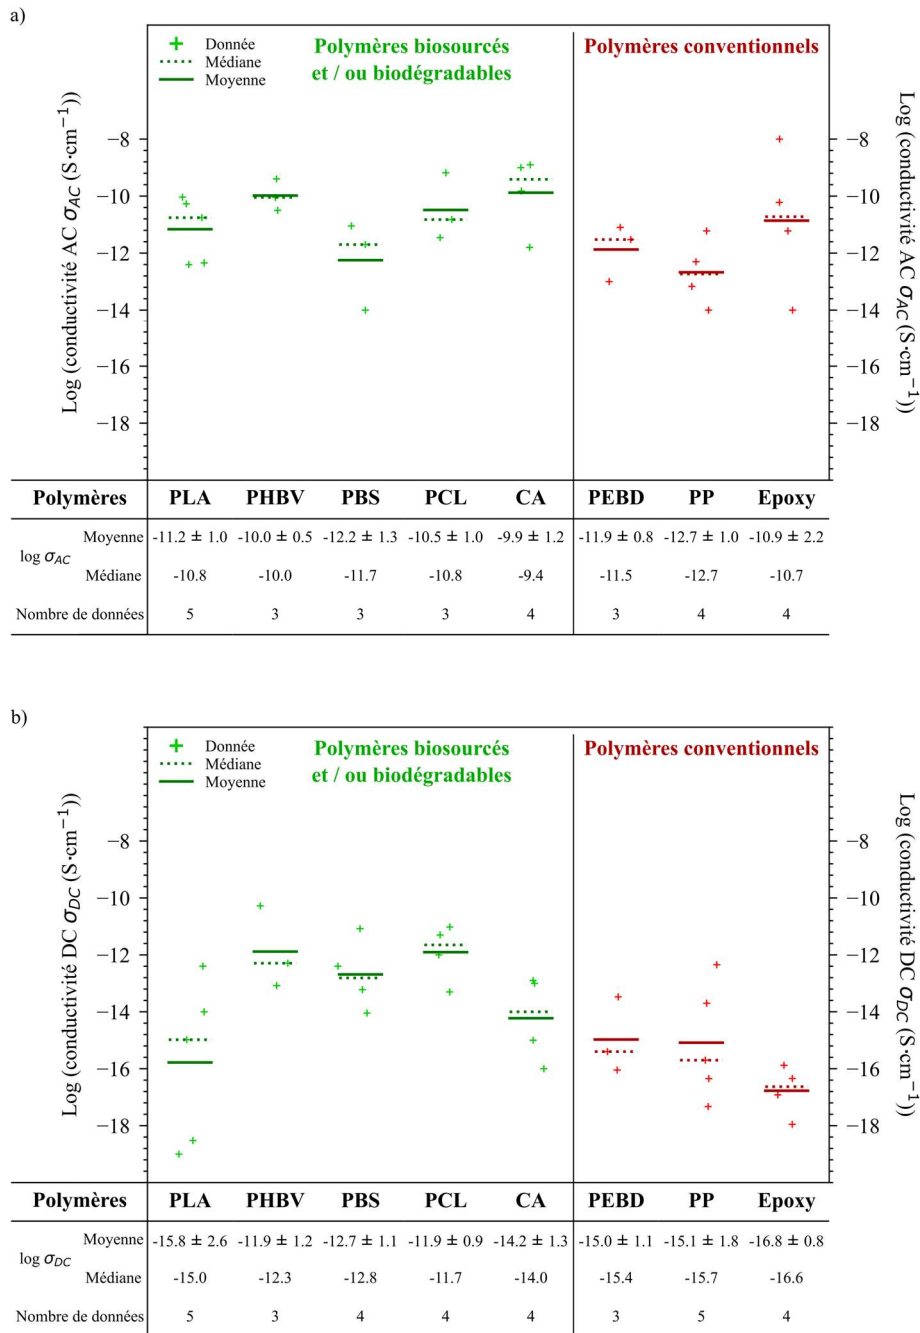 a)
Donnée
Médiane
Moyenne
Polymères biosourcés
et / ou biodégradables
Polymères conventionnels
Log (conductivité AC σ_AC (S·cm⁻¹))
−8
−10
−12
−14
−16
−18
−8
−10
−12
−14
−16
−18
Log (conductivité AC σ_AC (S·cm⁻¹))
Polymères PLA PHBV PBS PCL CA PEBD PP Epoxy
log σ_AC
Moyenne -11.2 ± 1.0 -10.0 ± 0.5 -12.2 ± 1.3 -10.5 ± 1.0 -9.9 ± 1.2 -11.9 ± 0.8 -12.7 ± 1.0 -10.9 ± 2.2
Médiane -10.8 -10.0 -11.7 -10.8 -9.4 -11.5 -12.7 -10.7
Nombre de données 5 3 3 3 4 3 4 4
b)
Donnée
Médiane
Moyenne
Polymères biosourcés
et / ou biodégradables
Polymères conventionnels
Log (conductivité DC σ_DC (S·cm⁻¹))
−8
−10
−12
−14
−16
−18
−8
−10
−12
−14
−16
−18
Log (conductivité DC σ_DC (S·cm⁻¹))
Polymères PLA PHBV PBS PCL CA PEBD PP Epoxy
log σ_DC
Moyenne -15.8 ± 2.6 -11.9 ± 1.2 -12.7 ± 1.1 -11.9 ± 0.9 -14.2 ± 1.3 -15.0 ± 1.1 -15.1 ± 1.8 -16.8 ± 0.8
Médiane -15.0 -12.3 -12.8 -11.7 -14.0 -15.4 -15.7 -16.6
Nombre de données 5 3 4 4 4 3 5 4